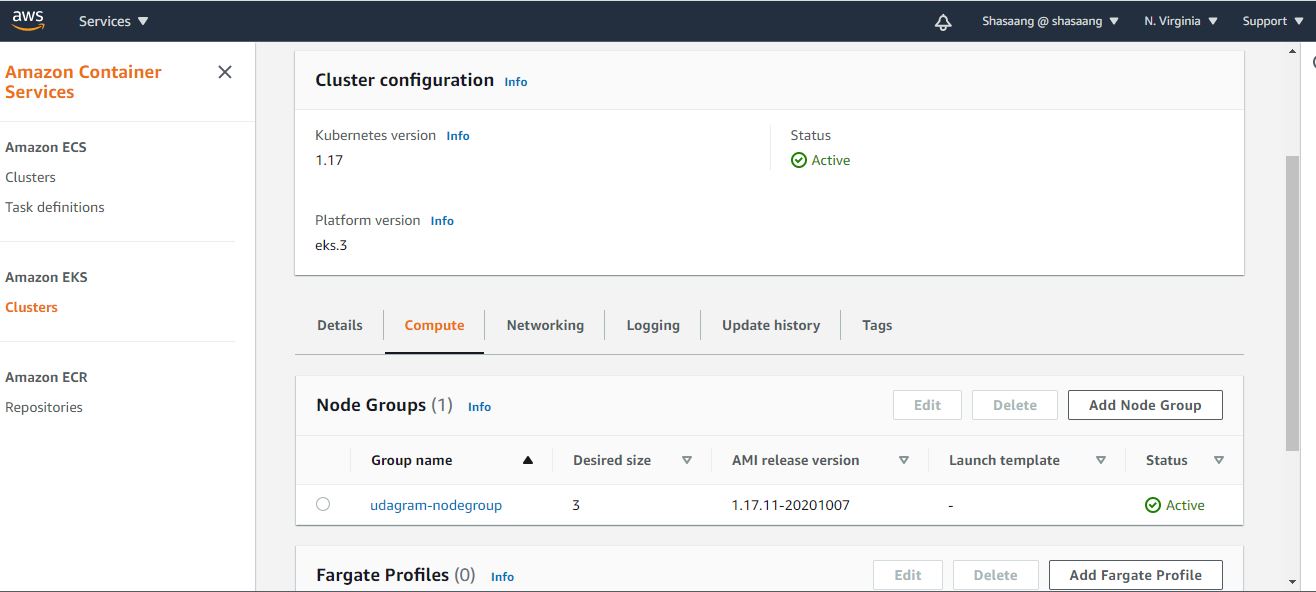 aws Services Shasaang @ shasaang N. Virginia Support
Amazon Container
Services
Amazon ECS
Clusters
Task definitions
Amazon EKS
Clusters
Amazon ECR
Repositories
Cluster configuration Info
Kubernetes version Info Status
1.17 Active
Platform version Info
eks.3
Details Compute Networking Logging Update history Tags
Node Groups (1) Info Edit Delete Add Node Group
Group name Desired size AMI release version Launch template Status
udagram-nodegroup 3 1.17.11-20201007 - Active
Fargate Profiles (0) Info Edit Delete Add Fargate Profile